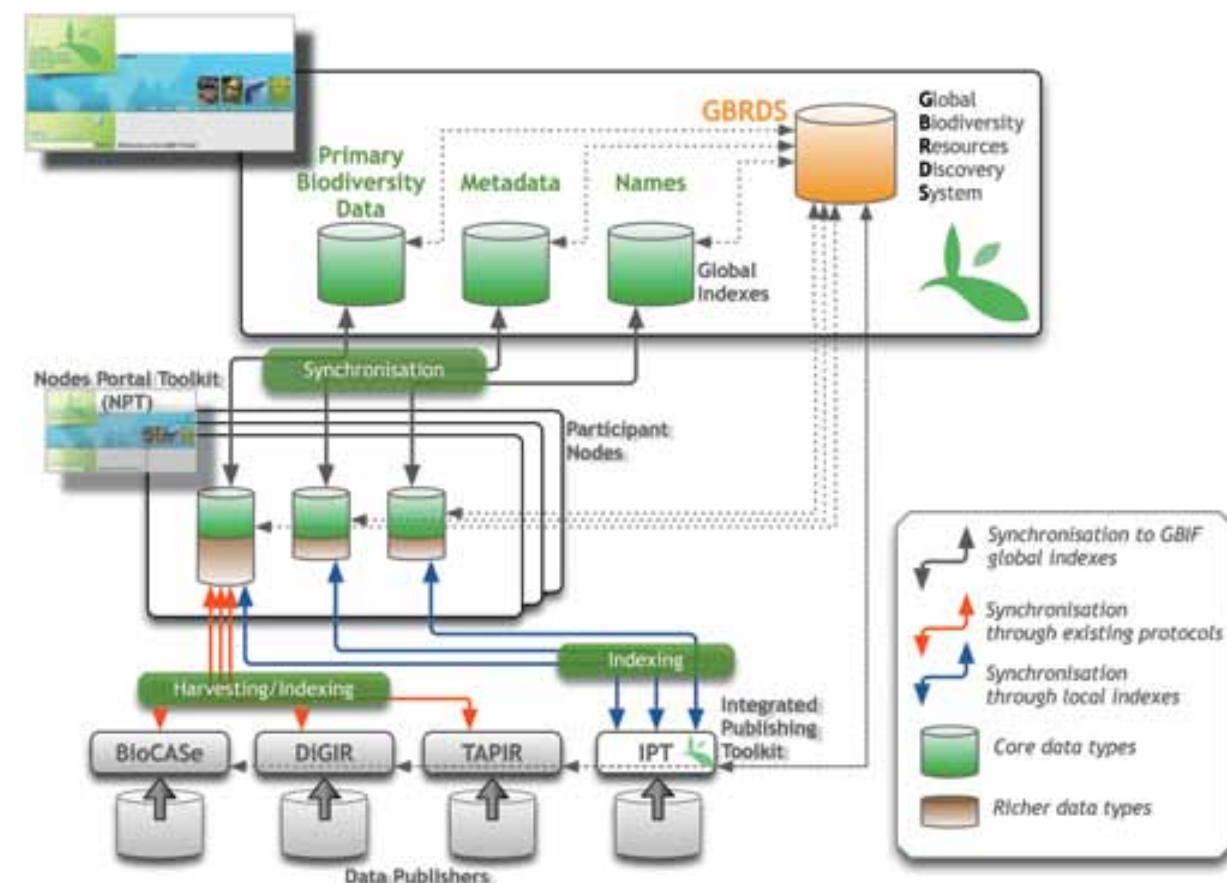 GBRDS
Global
Biodiversity
Resources
Discovery
System
Primary
Biodiversity
Data
Metadata
Names
Global
Indexes
Synchronisation
Nodes Portal Toolkit
(NPT)
Participant
Nodes
Synchronisation to GBIF
global indexes
Synchronisation
through existing protocols
Synchronisation
through local indexes
Core data types
Richer data types
Indexing
Harvesting/Indexing
Integrated
Publishing
Toolkit
BioCASe
DiGIR
TAPIR
IPT
Data Publishers